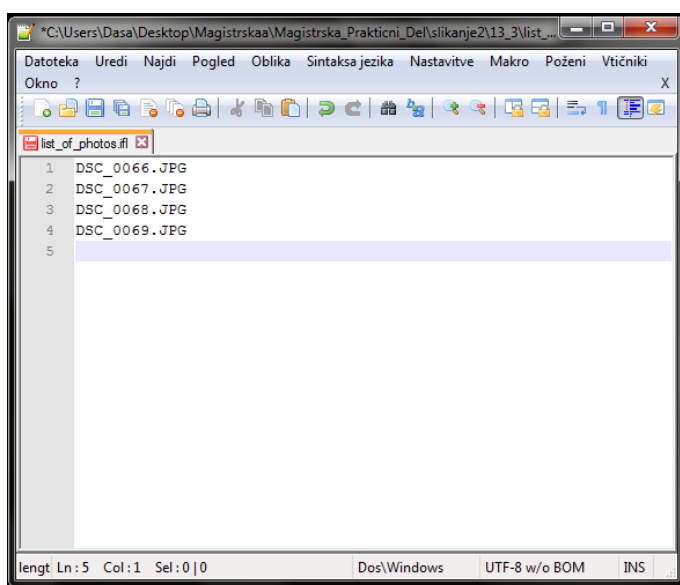 *C:\Users\Dasa\Desktop\Magistrskaa\Magistrska_Prakticni_Del\slikanje2\13_3\list_...
Datoteka Uredi Najdi Pogled Oblika Sintaksa jezika Nastavitve Makro Poženi Vtičniki
Okno ? X
list_of_photos.ifl
1 DSC_0066.JPG
2 DSC_0067.JPG
3 DSC_0068.JPG
4 DSC_0069.JPG
5
lengt Ln : 5 Col : 1 Sel : 0 | 0 Dos\Windows UTF-8 w/o BOM INS